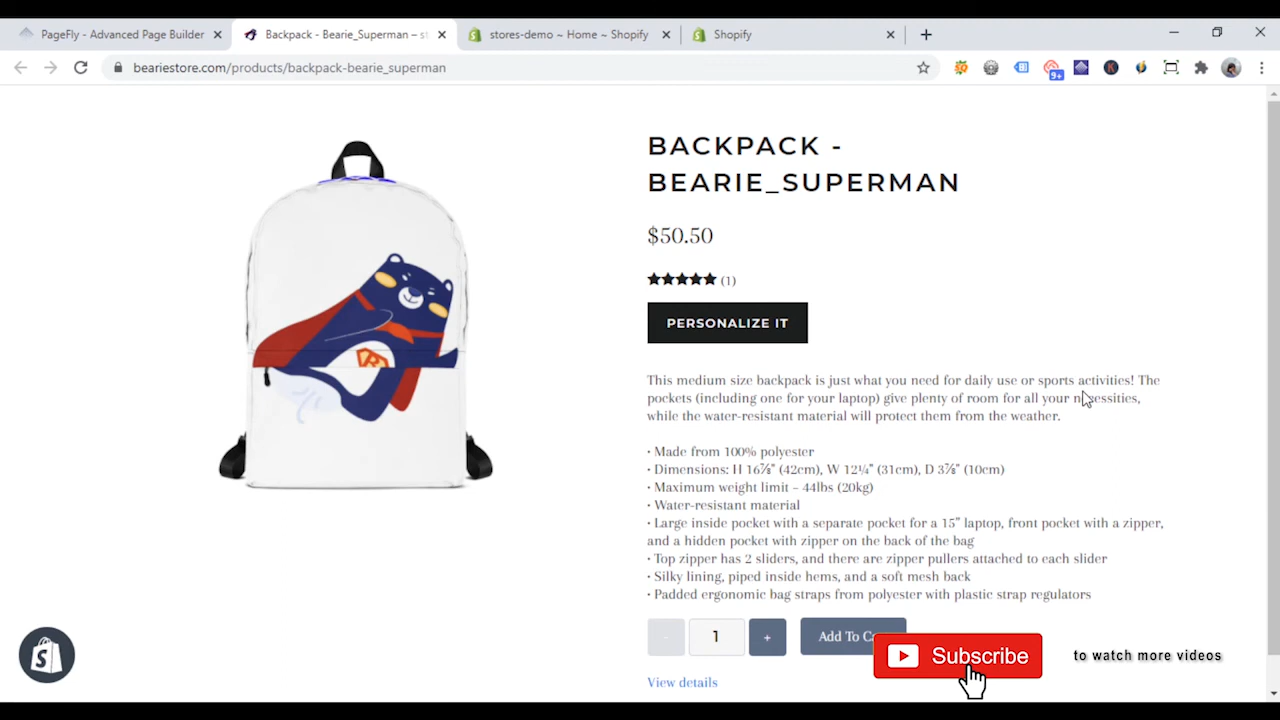 PageFly - Advanced Page Builder
Backpack - Bearie_Superman – st
stores-demo ~ Home ~ Shopify
Shopify
beariestore.com/products/backpack-bearie_superman
9+
BACKPACK -
BEARIE_SUPERMAN
$50.50
(1)
PERSONALIZE IT
This medium size backpack is just what you need for daily use or sports activities! The
pockets (including one for your laptop) give plenty of room for all your necessities,
while the water-resistant material will protect them from the weather.
• Made from 100% polyester
• Dimensions: H 16⅞" (42cm), W 12¼" (31cm), D 3⅞" (10cm)
• Maximum weight limit – 44lbs (20kg)
• Water-resistant material
• Large inside pocket with a separate pocket for a 15” laptop, front pocket with a zipper,
and a hidden pocket with zipper on the back of the bag
• Top zipper has 2 sliders, and there are zipper pullers attached to each slider
• Silky lining, piped inside hems, and a soft mesh back
• Padded ergonomic bag straps from polyester with plastic strap regulators
- 1 + Add To Ca
Subscribe to watch more videos
View details